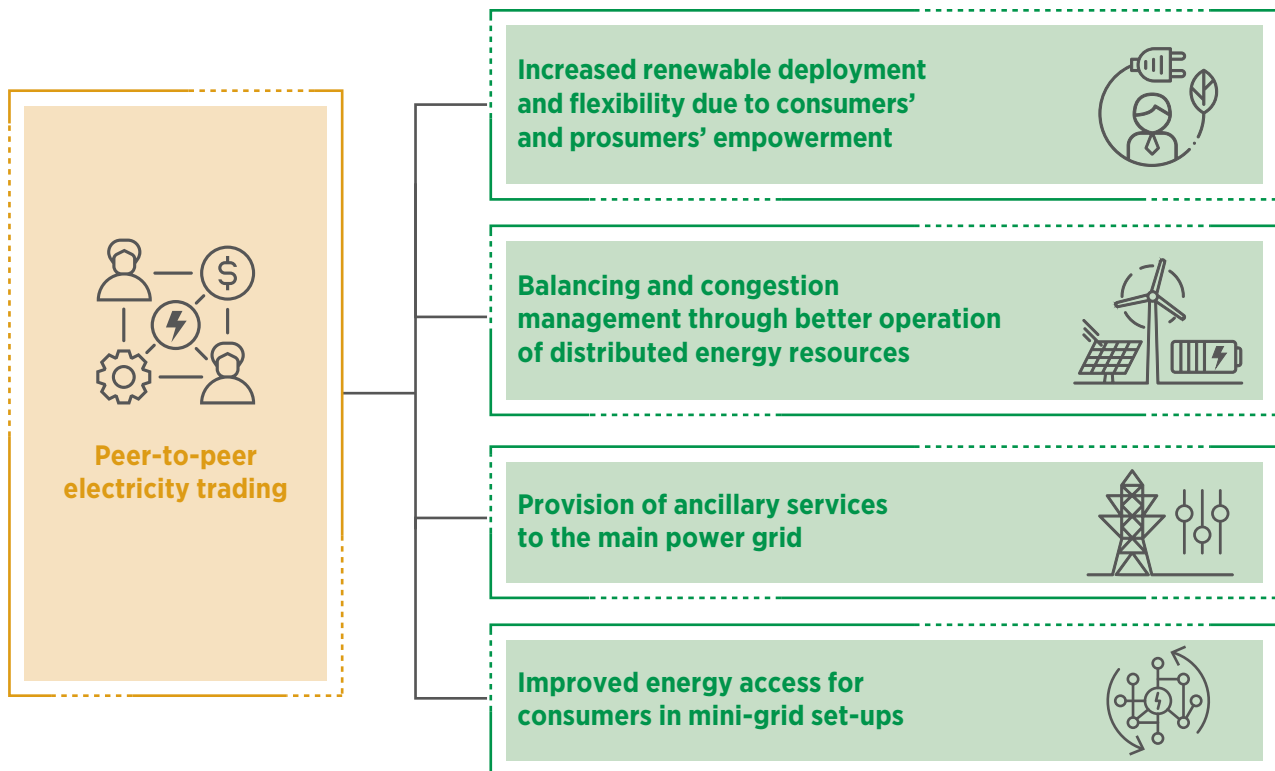 Peer-to-peer
electricity trading
Increased renewable deployment
and flexibility due to consumers’
and prosumers’ empowerment
Balancing and congestion
management through better operation
of distributed energy resources
Provision of ancillary services
to the main power grid
Improved energy access for
consumers in mini-grid set-ups